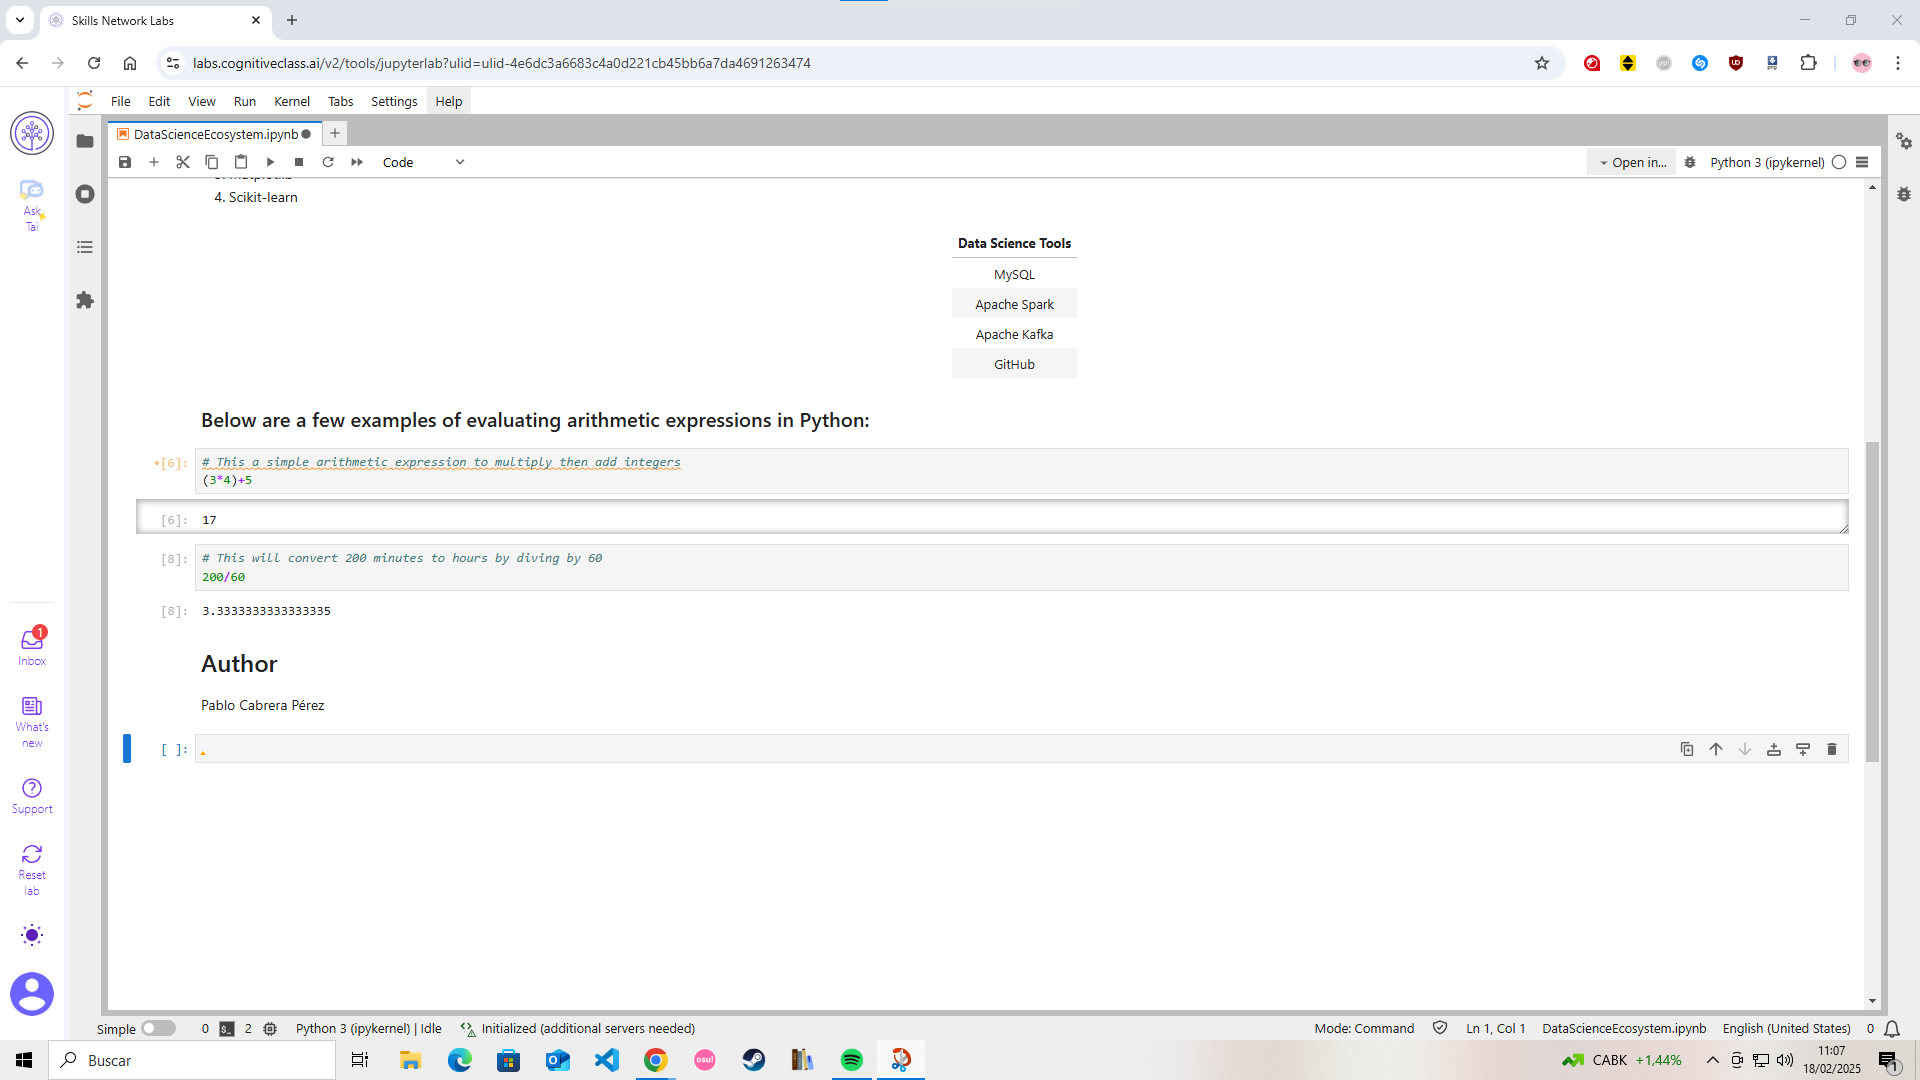 Skills Network Labs
labs.cognitiveclass.ai/v2/tools/jupyterlab?ulid=ulid-4e6dc3a6683c4a0d221cb45bb6a7da4691263474
File Edit View Run Kernel Tabs Settings Help
DataScienceEcosystem.ipynb
Code
Open in...
Python 3 (ipykernel)
Ask
Tai
4. Scikit-learn
Data Science Tools
MySQL
Apache Spark
Apache Kafka
GitHub
Below are a few examples of evaluating arithmetic expressions in Python:
[6]: # This a simple arithmetic expression to multiply then add integers
(3*4)+5
[6]: 17
[8]: # This will convert 200 minutes to hours by diving by 60
200/60
[8]: 3.3333333333333335
Author
Pablo Cabrera Pérez
[ ]:
1
Inbox
What's
new
Support
Reset
lab
Simple 0 2 Python 3 (ipykernel) | Idle Initialized (additional servers needed)
Mode: Command Ln 1, Col 1 DataScienceEcosystem.ipynb English (United States) 0
Buscar
osu!
CABK +1,44%
11:07
18/02/2025
1